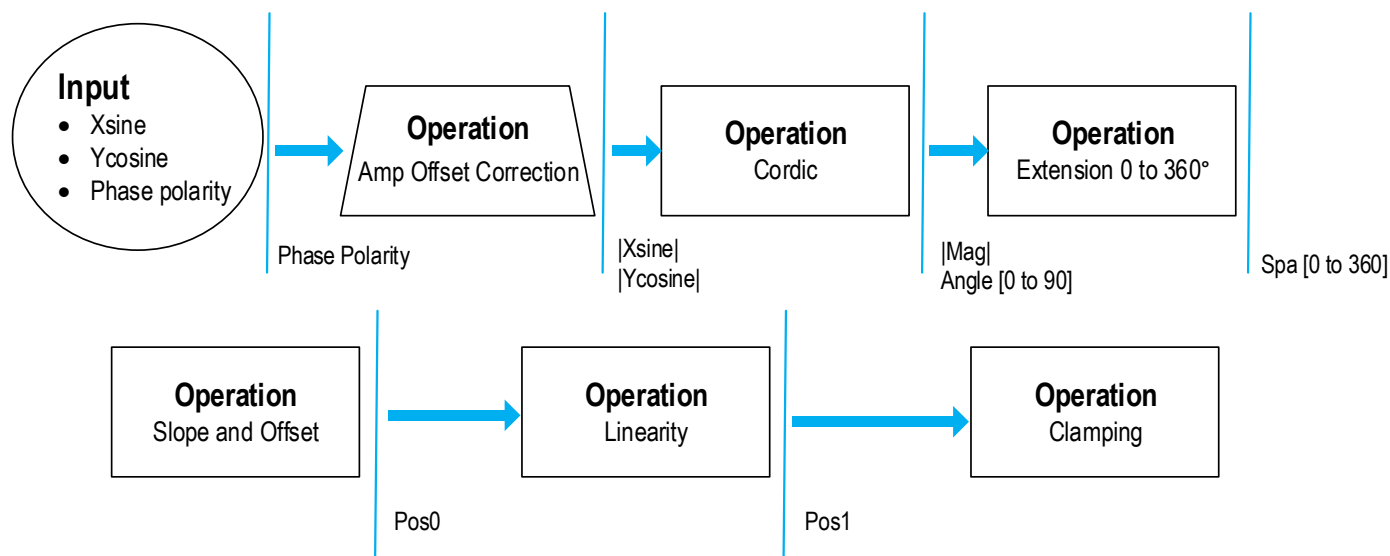 Input
• Xsine
• Ycosine
• Phase polarity
Operation
Amp Offset Correction
Operation
Cordic
Operation
Extension 0 to 360°
Phase Polarity
|Xsine|
|Ycosine|
|Mag|
Angle [0 to 90]
Spa [0 to 360]
Operation
Slope and Offset
Operation
Linearity
Operation
Clamping
Pos0
Pos1